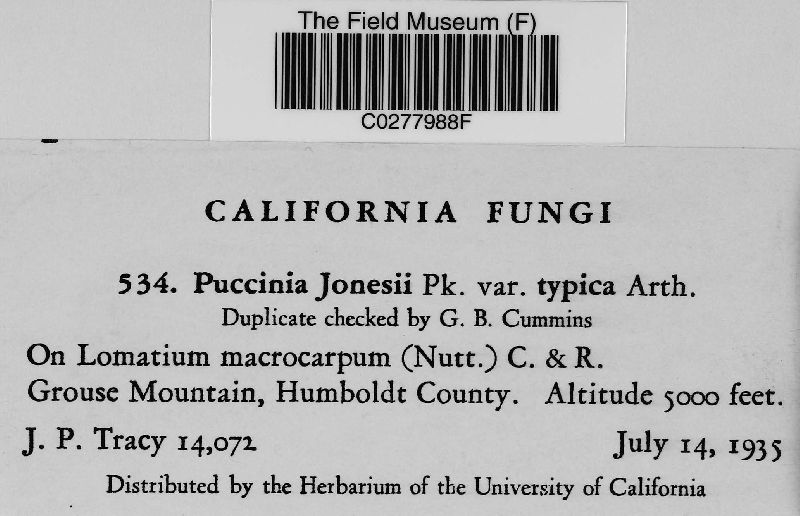 The Field Museum (F)
C0277988F
CALIFORNIA FUNGI
534. Puccinia Jonesii Pk. var. typica Arth.
Duplicate checked by G. B. Cummins
On Lomatium macrocarpum (Nutt.) C. & R.
Grouse Mountain, Humboldt County. Altitude 5000 feet.
J. P. Tracy 14,072 July 14, 1935
Distributed by the Herbarium of the University of California